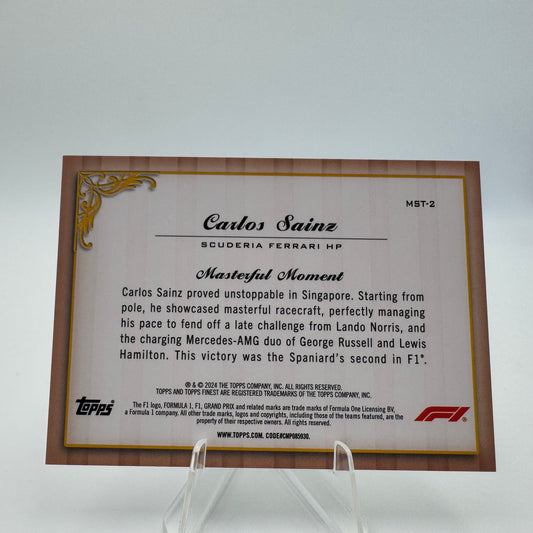 MST-2
Carlos Sainz
SCUDERIA FERRARI HP
Masterful Moment
Carlos Sainz proved unstoppable in Singapore. Starting from
pole, he showcased masterful racecraft, perfectly managing
his pace to fend off a late challenge from Lando Norris, and
the charging Mercedes-AMG duo of George Russell and Lewis
Hamilton. This victory was the Spaniard's second in F1®.
® & © 2024 THE TOPPS COMPANY, INC. ALL RIGHTS RESERVED.
TOPPS AND TOPPS FINEST ARE REGISTERED TRADEMARKS OF THE TOPPS COMPANY, INC.
Topps
The F1 logo, FORMULA 1, F1, GRAND PRIX and related marks are trade marks of Formula One Licensing BV,
a Formula 1 company. All other trade marks, logos and copyrights, including those of the teams featured, are the
property of their respective owners. All rights reserved.
F1®
WWW.TOPPS.COM. CODE#CMP085930.